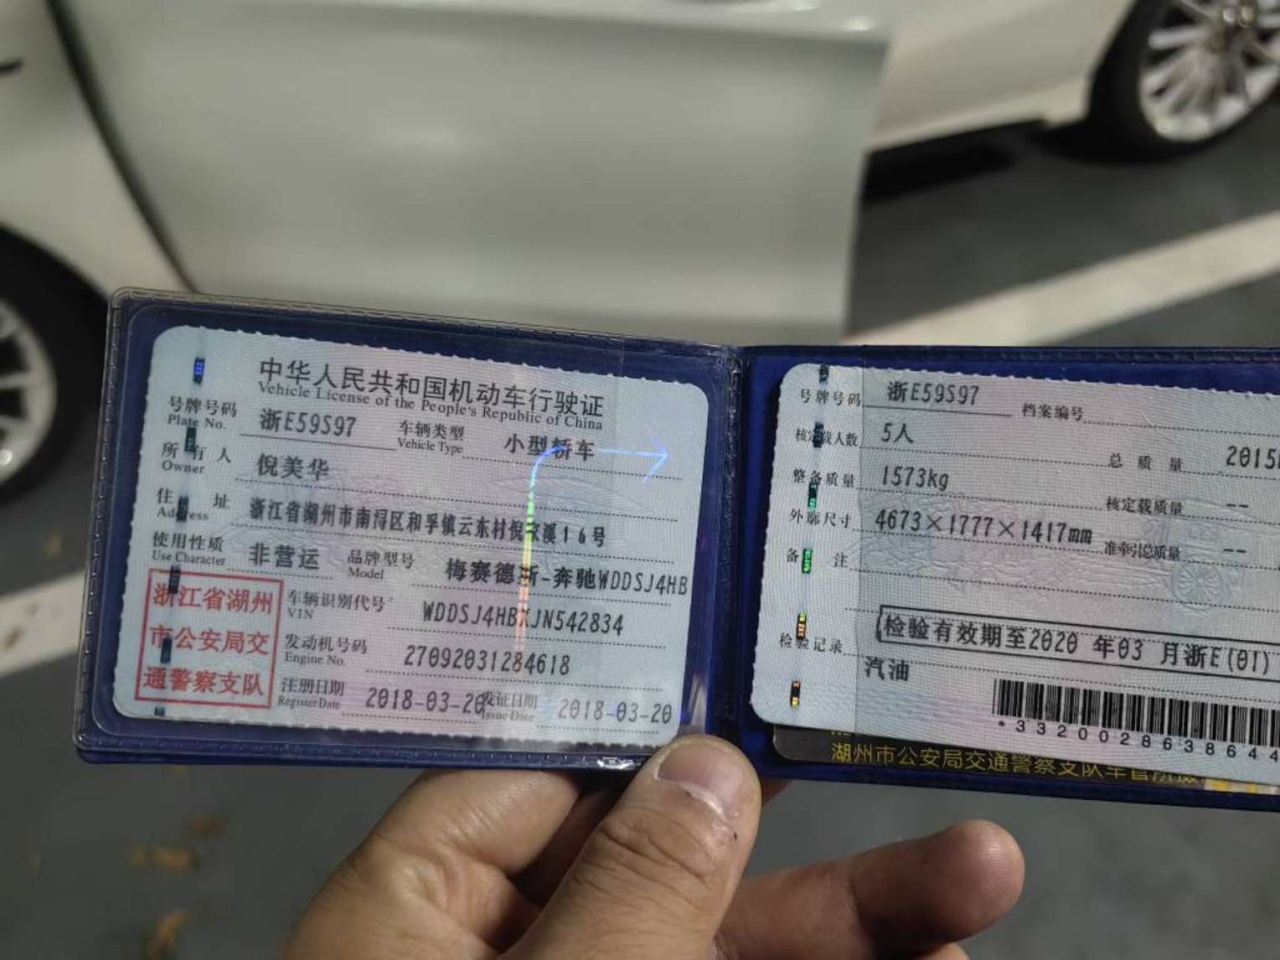 中华人民共和国机动车行驶证
Vehicle License of the People's Republic of China
号牌号码 浙E59S97 车辆类型 小型轿车
Plate No. Vehicle Type
所有人 倪美华
Owner
住址 浙江省湖州市南浔区和孚镇云东村倪家溪16号
Address
使用性质 非营运 品牌型号 梅赛德斯-奔驰WDDSJ4HB
Use Character Model
浙江省湖州
市公安局交
通警察支队
车辆识别代号 WDDSJ4HBXJN542834
VIN
发动机号码 27092031284618
Engine No.
注册日期 2018-03-20 发证日期 2018-03-20
Register Date Issue Date
号牌号码 浙E59S97 档案编号
核定载人数 5人 总质量 2015
整备质量 1573kg 核定载质量 --
外廓尺寸 4673×1777×1417mm 准牵引总质量 --
备注
检验有效期至2020 年03 月浙E(01)
检验记录
汽油
*3320028638644
湖州市公安局交通警察支队车管所